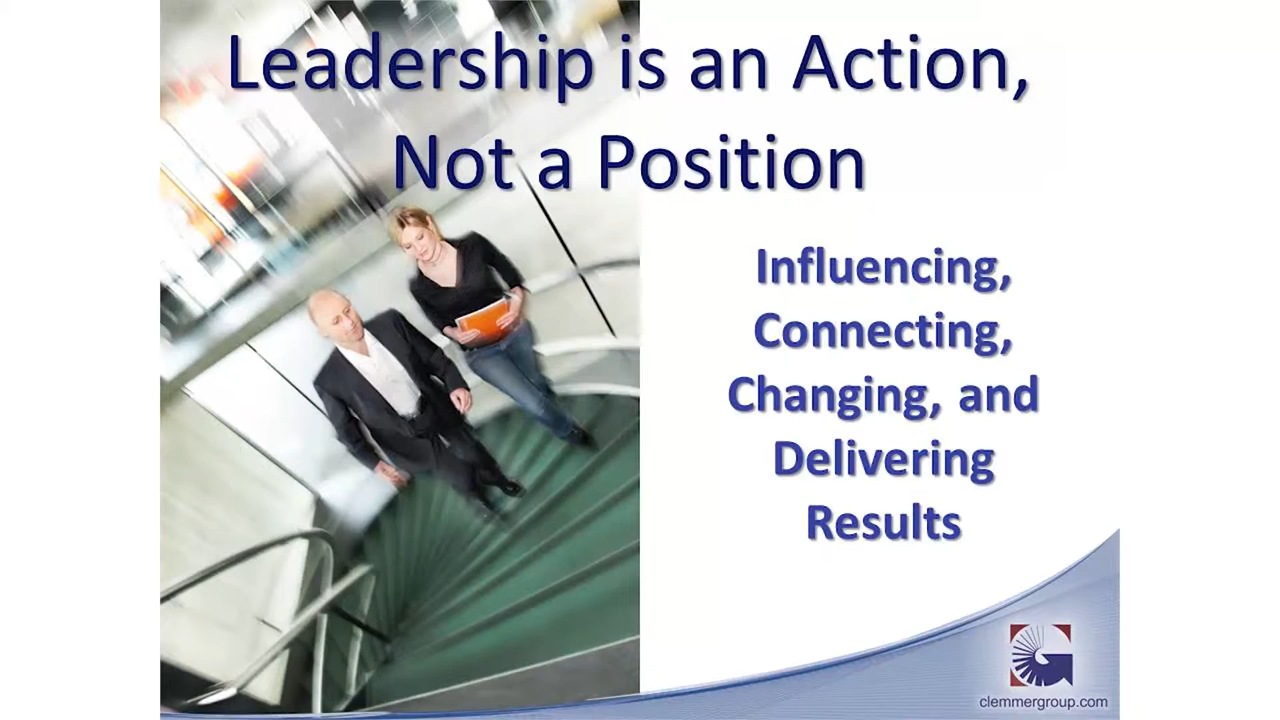 Leadership is an Action,
Not a Position
Influencing,
Connecting,
Changing, and
Delivering
Results
clemmergroup.com